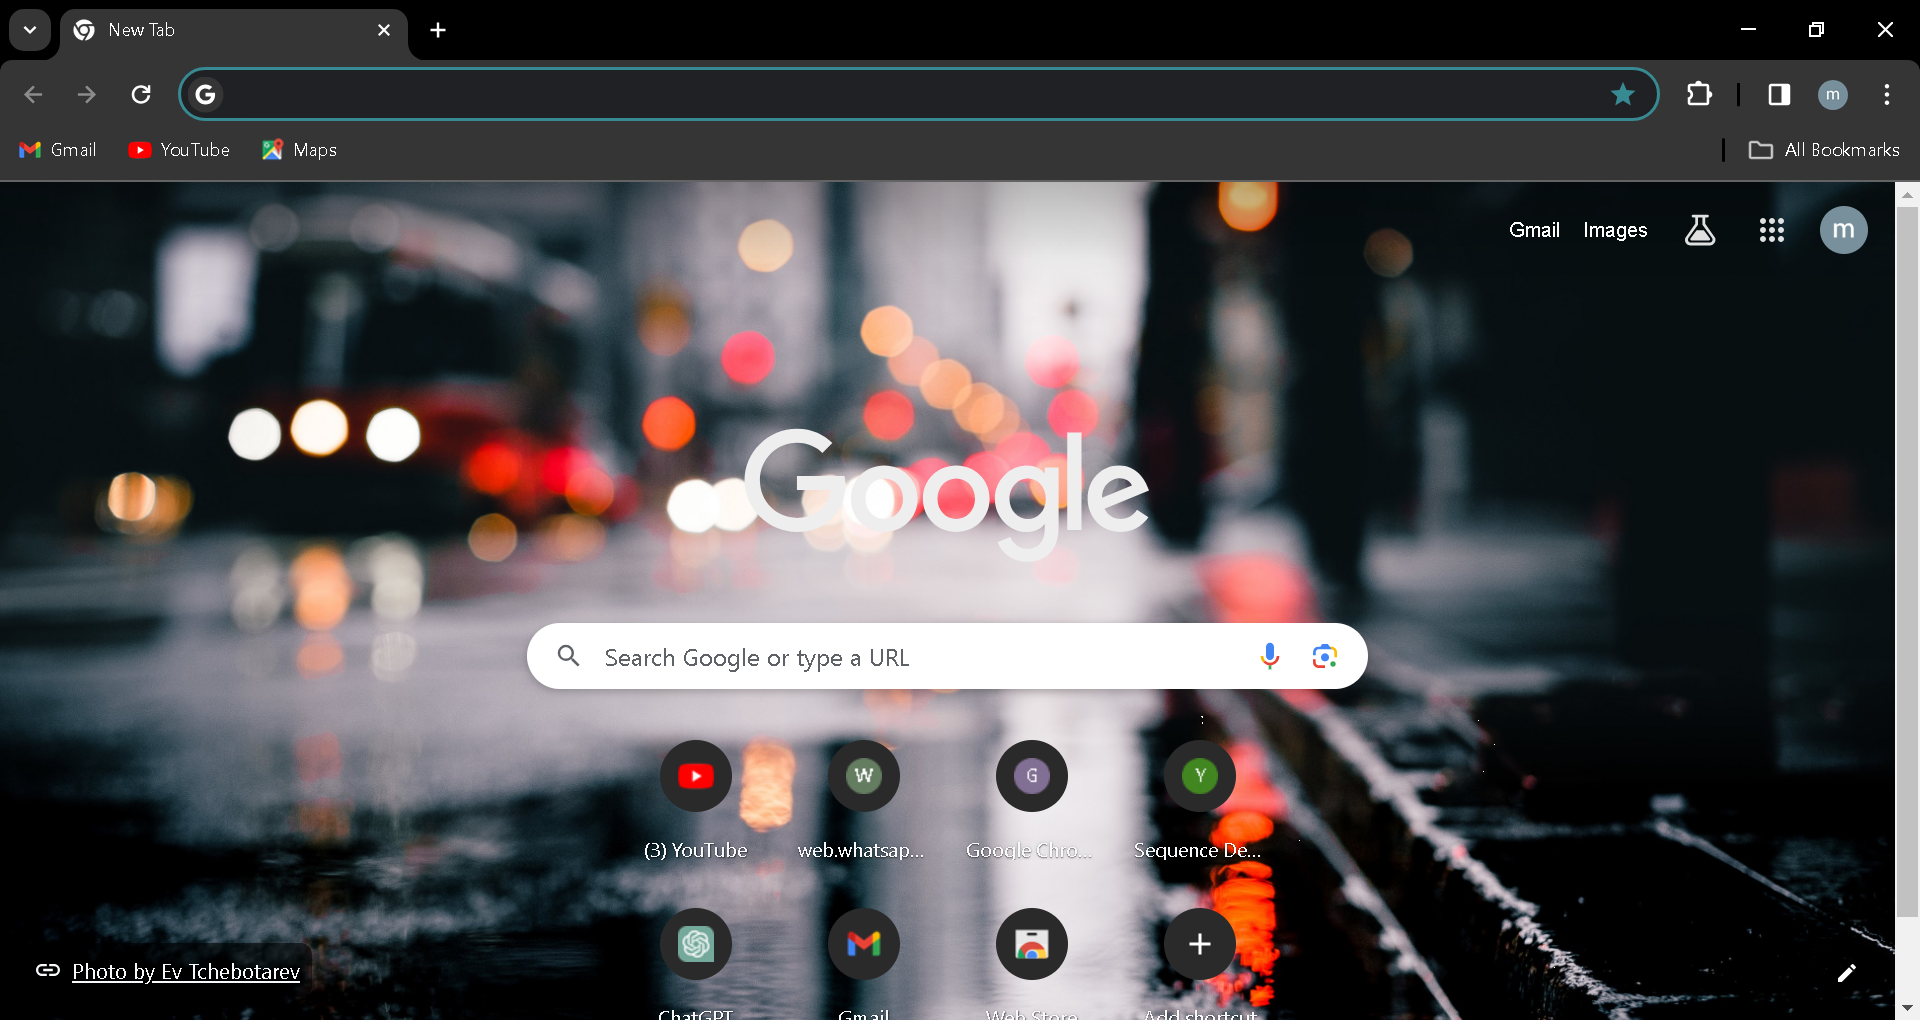 New Tab
G
m
Gmail
YouTube
Maps
All Bookmarks
Gmail
Images
m
Google
Search Google or type a URL
W
G
Y
(3) YouTube
web.whatsap...
Google Chro...
Sequence De...
Photo by Ev Tchebotarev
ChatGPT
Gmail
Web Store
Add shortcut